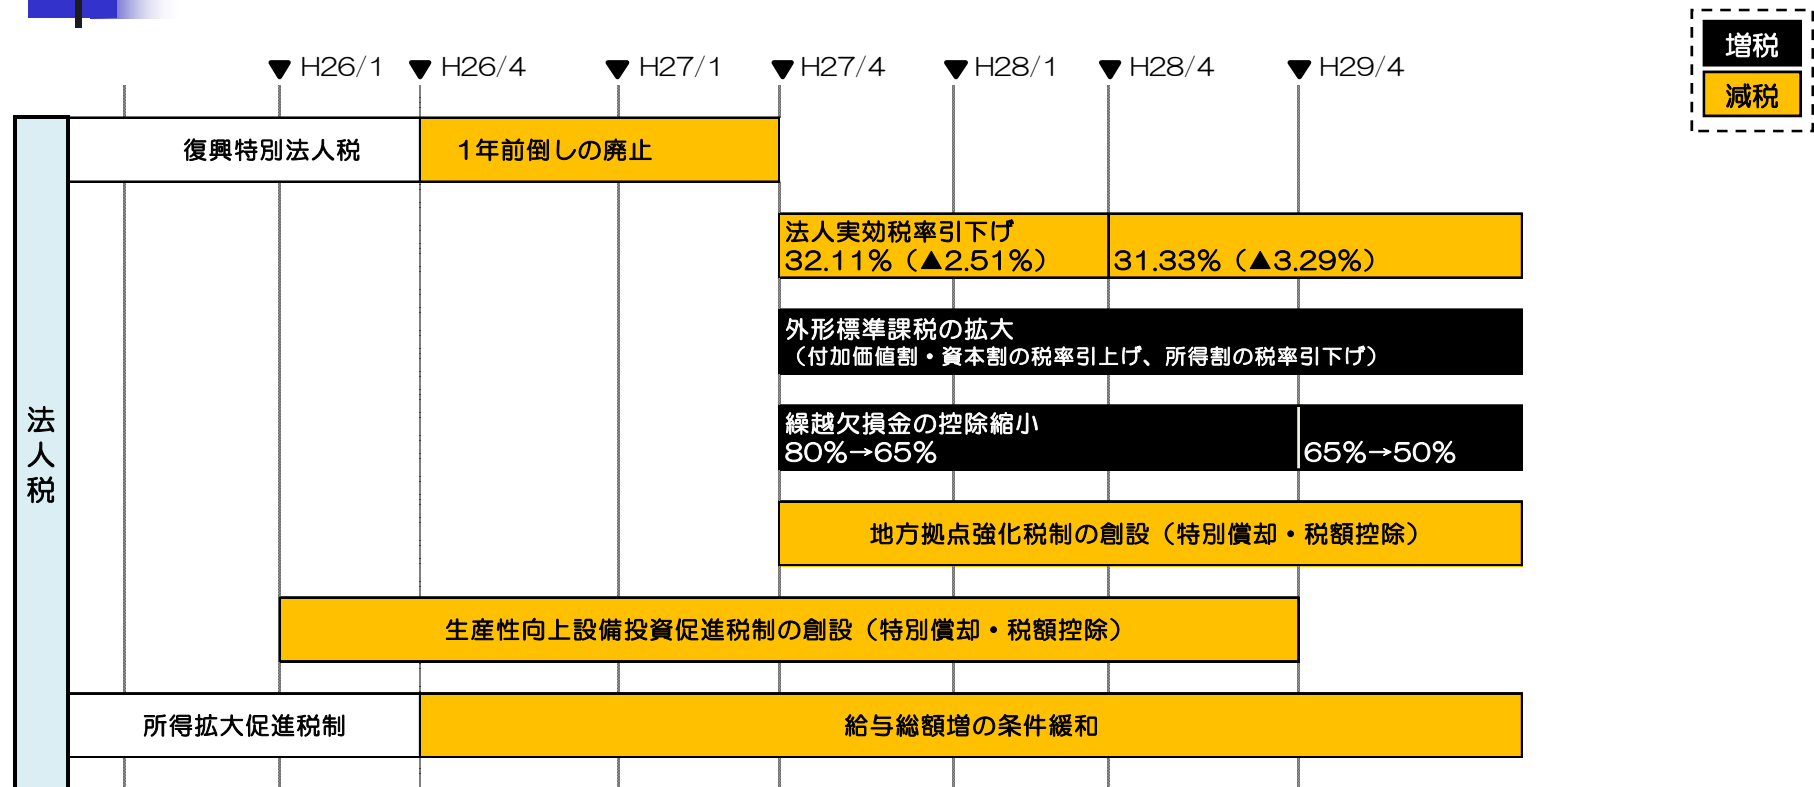 ▼H26/1 ▼H26/4 ▼H27/1 ▼H27/4 ▼H28/1 ▼H28/4 ▼H29/4
増税
減税
法人税
復興特別法人税
1年前倒しの廃止
法人実効税率引下げ
32.11%（▲2.51%）
31.33%（▲3.29%）
外形標準課税の拡大
（付加価値割・資本割の税率引上げ、所得割の税率引下げ）
繰越欠損金の控除縮小
80%→65%
65%→50%
地方拠点強化税制の創設（特別償却・税額控除）
生産性向上設備投資促進税制の創設（特別償却・税額控除）
所得拡大促進税制
給与総額増の条件緩和